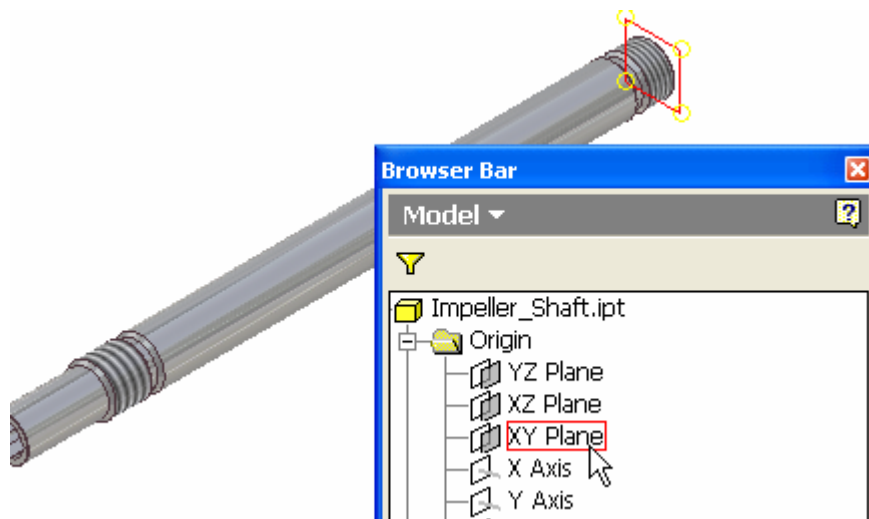 Browser Bar
Model
Impeller_Shaft.ipt
Origin
YZ Plane
XZ Plane
XY Plane
X Axis
Y Axis